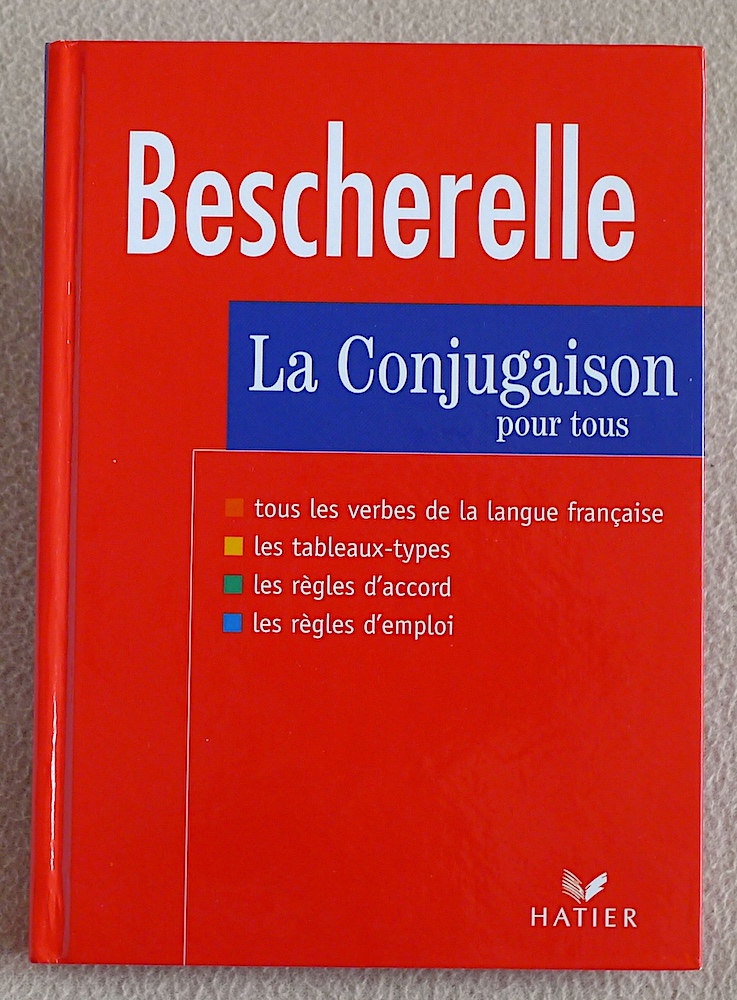 Bescherelle
La Conjugaison
pour tous
tous les verbes de la langue française
les tableaux-types
les règles d'accord
les règles d'emploi
HATIER